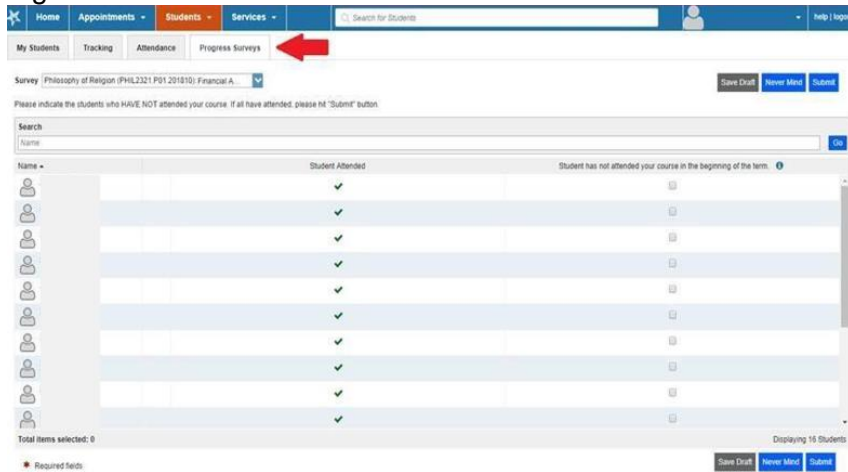 Home Appointments Students Services Search for Students help | logo
My Students Tracking Attendance Progress Surveys
Survey Philosophy of Religion (PHIL2321.P01.201810): Financial A... Save Draft Never Mind Submit
Please indicate the students who HAVE NOT attended your course. If all have attended, please hit "Submit" button.
Search
Name Go
Name Student Attended Student has not attended your course in the beginning of the term.
Total items selected: 0 Displaying 16 Students
* Required fields Save Draft Never Mind Submit